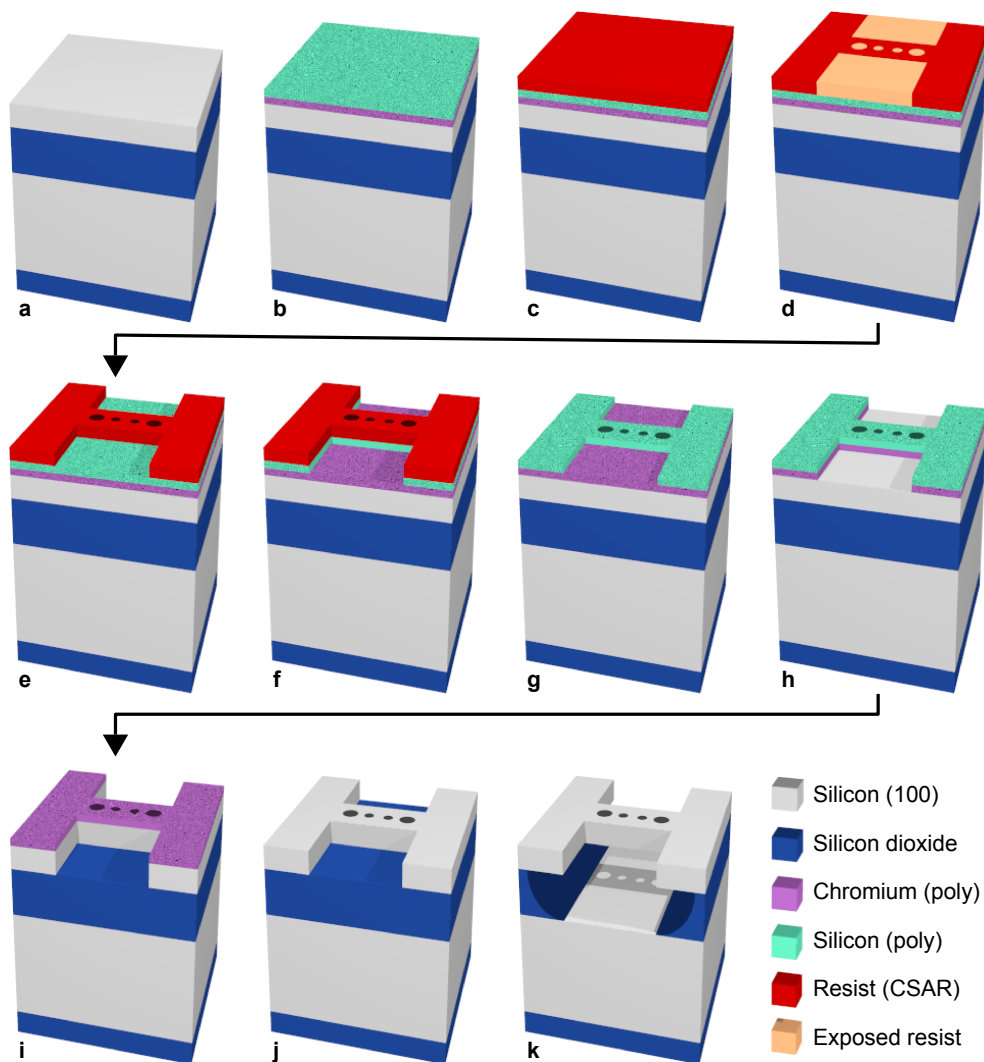 a
b
c
d
e
f
g
h
i
j
k
Silicon (100)
Silicon dioxide
Chromium (poly)
Silicon (poly)
Resist (CSAR)
Exposed resist